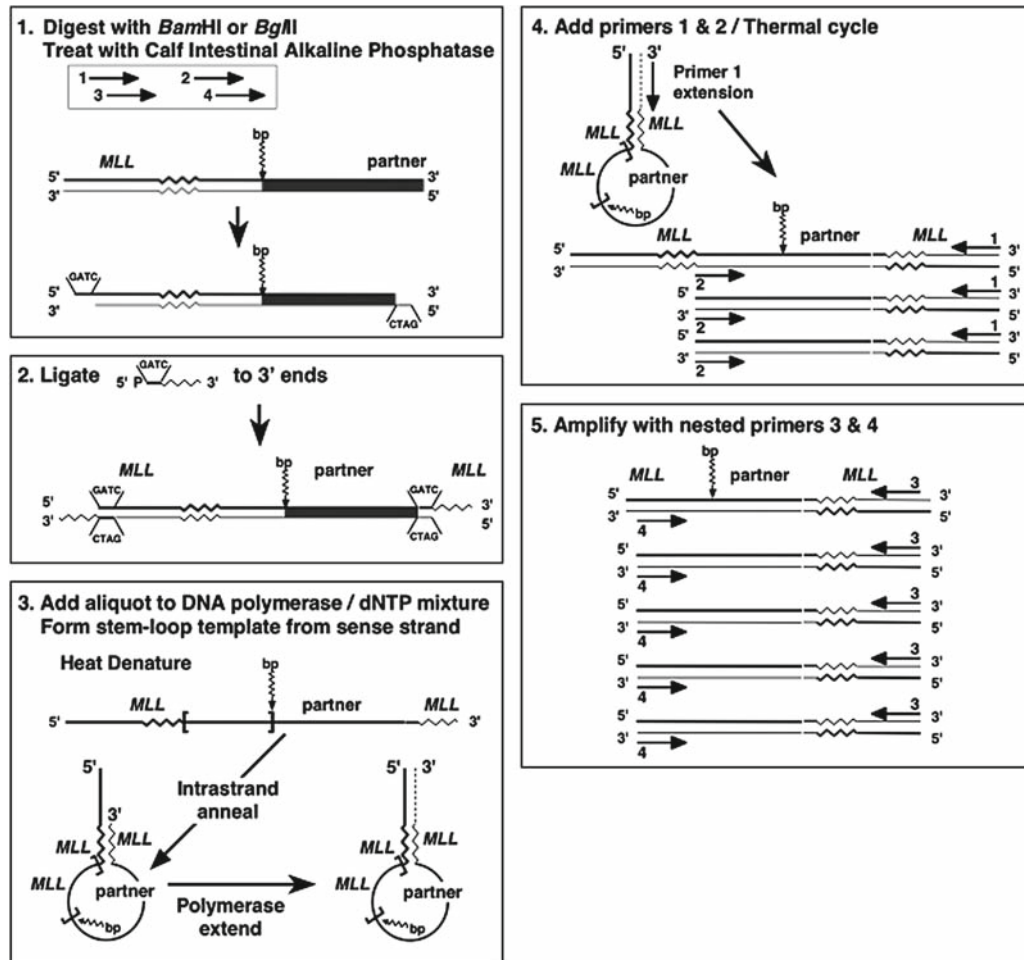 1. Digest with BamHI or BglII
Treat with Calf Intestinal Alkaline Phosphatase
1 2
3 4
bp
MLL partner
5' 3'
3' 5'
bp
GATC
5' 3'
3' 5'
CTAG
2. Ligate 5' P GATC 3' to 3' ends
bp
MLL partner MLL
GATC GATC
5' 3'
3' 5'
CTAG CTAG
3. Add aliquot to DNA polymerase / dNTP mixture
Form stem-loop template from sense strand
Heat Denature
bp
MLL partner MLL
5' [ ] 3'
5' 5' 3'
Intrastrand
anneal
3'
MLL MLL MLL MLL
MLL partner MLL partner
bp bp
Polymerase
extend
4. Add primers 1 & 2 / Thermal cycle
5' 3'
Primer 1
extension
MLL MLL
MLL
partner
bp
bp
MLL partner MLL 1
5' 3'
3' 5'
2 1
5' 3'
3' 5'
2 1
5' 3'
3' 5'
2
5. Amplify with nested primers 3 & 4
bp
MLL partner MLL
3
5' 3'
3' 5'
4 3
5' 3'
3' 5'
4 3
5' 3'
3' 5'
4 3
5' 3'
3' 5'
4 3
5' 3'
3' 5'
4